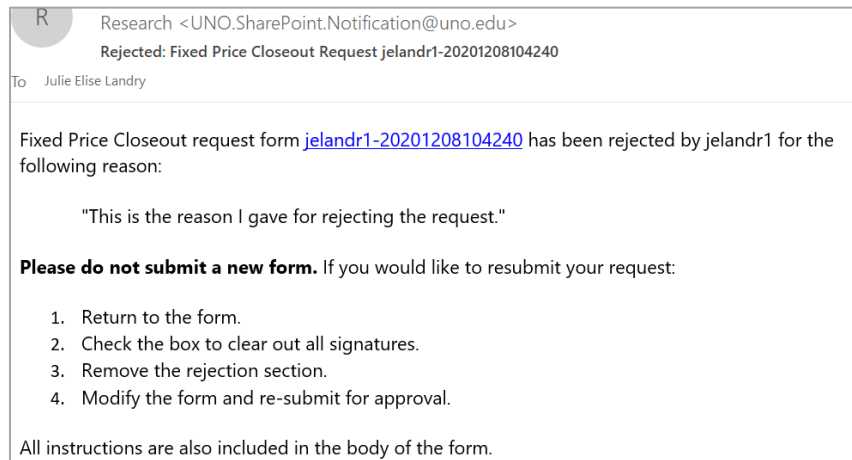 R
Research <UNO.SharePoint.Notification@uno.edu>
Rejected: Fixed Price Closeout Request jelandr1-20201208104240
To Julie Elise Landry
Fixed Price Closeout request form jelandr1-20201208104240 has been rejected by jelandr1 for the
following reason:
"This is the reason I gave for rejecting the request."
Please do not submit a new form. If you would like to resubmit your request:
1. Return to the form.
2. Check the box to clear out all signatures.
3. Remove the rejection section.
4. Modify the form and re-submit for approval.
All instructions are also included in the body of the form.